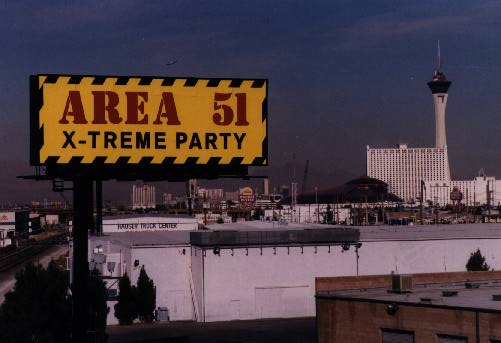 AREA 51
X-TREME PARTY
HAUSER TRUCK CENTER